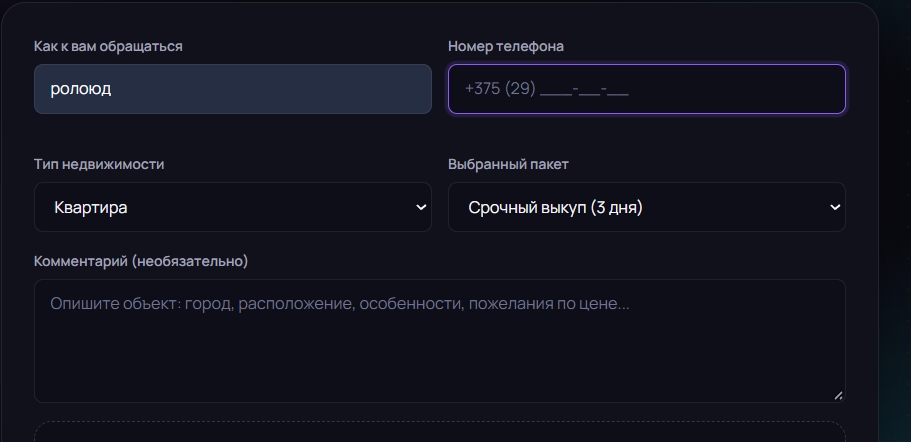 Как к вам обращаться
Номер телефона
ролоюд
+375 (29) ___-__-__
Тип недвижимости
Выбранный пакет
Квартира
Срочный выкуп (3 дня)
Комментарий (необязательно)
Опишите объект: город, расположение, особенности, пожелания по цене...